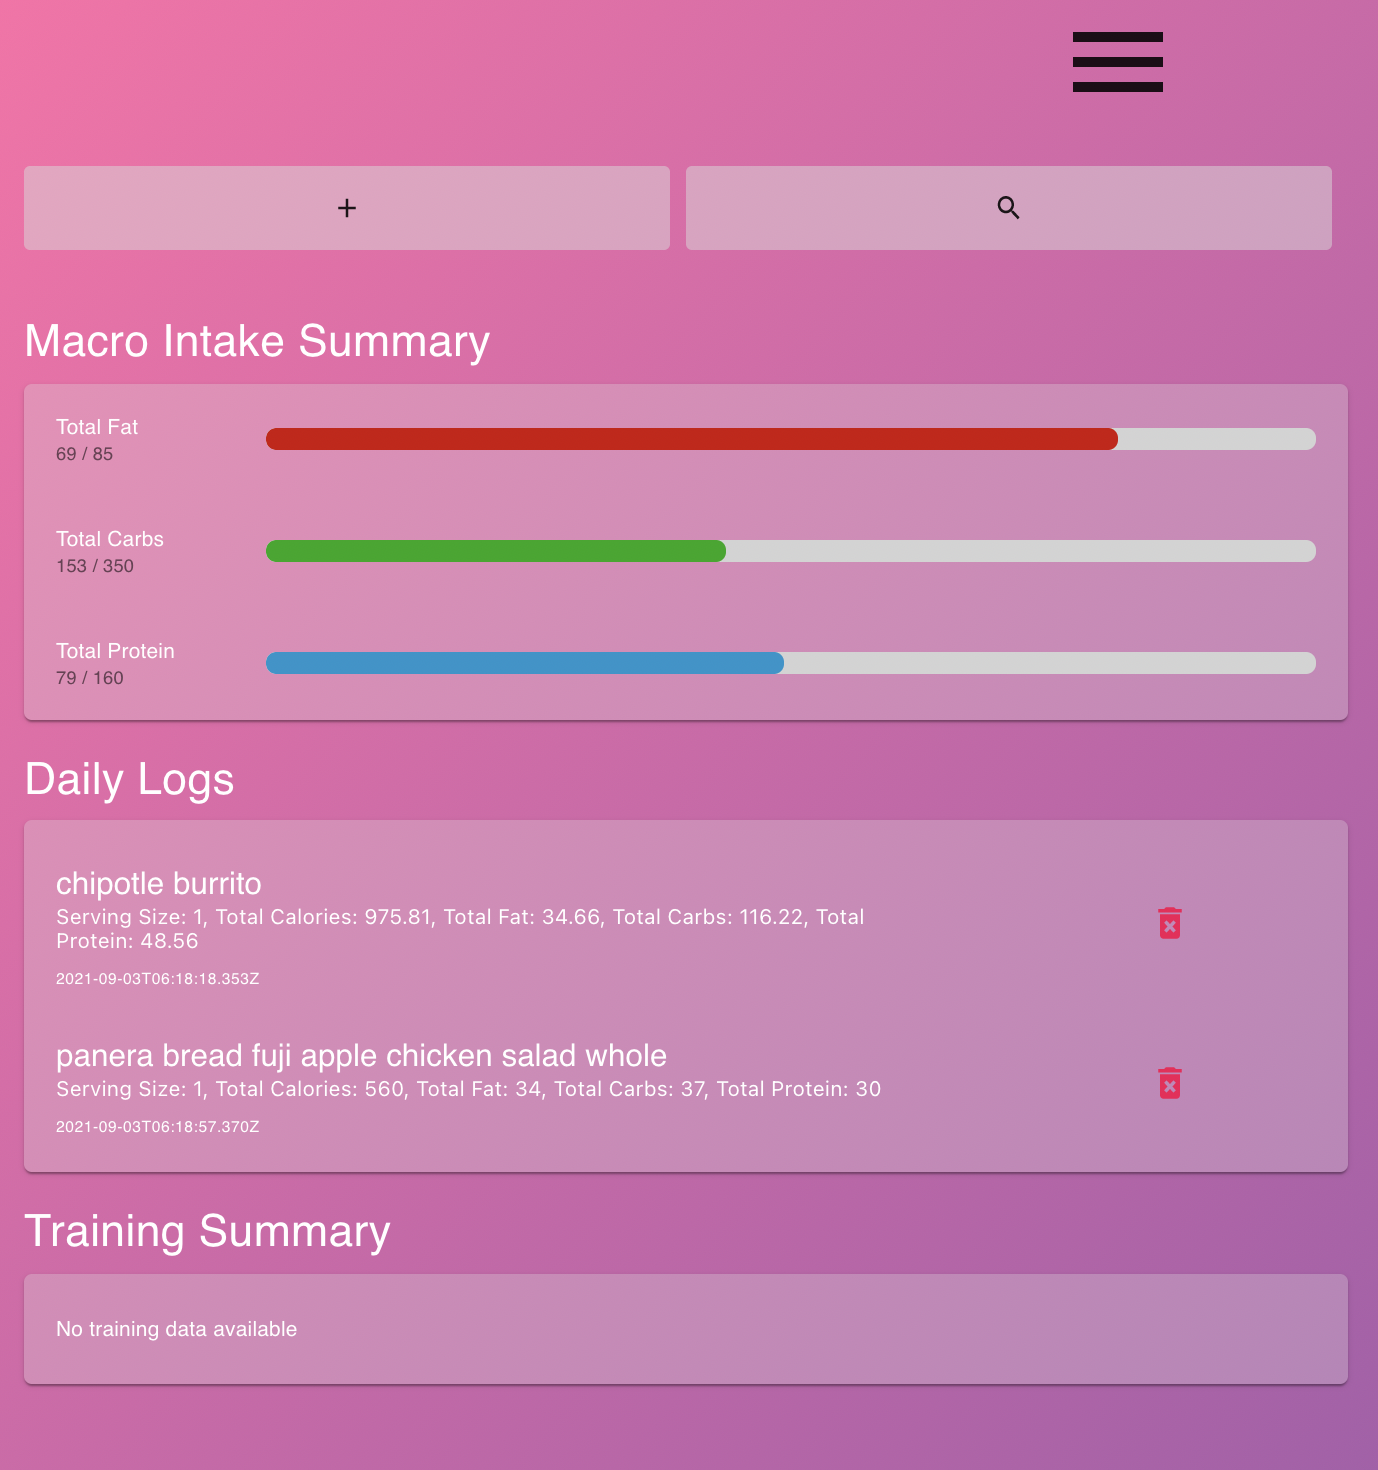 Macro Intake Summary
Total Fat
69 / 85
Total Carbs
153 / 350
Total Protein
79 / 160
Daily Logs
chipotle burrito
Serving Size: 1, Total Calories: 975.81, Total Fat: 34.66, Total Carbs: 116.22, Total
Protein: 48.56
2021-09-03T06:18:18.353Z
panera bread fuji apple chicken salad whole
Serving Size: 1, Total Calories: 560, Total Fat: 34, Total Carbs: 37, Total Protein: 30
2021-09-03T06:18:57.370Z
Training Summary
No training data available